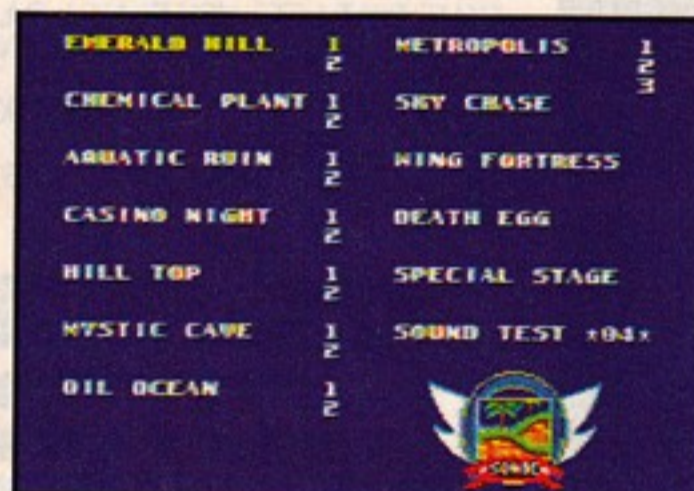 EMERALD HILL 1
2
CHEMICAL PLANT 1
2
AQUATIC RUIN 1
2
CASINO NIGHT 1
2
HILL TOP 1
2
MYSTIC CAVE 1
2
OIL OCEAN 1
2
METROPOLIS 1
2
3
SKY CHASE
WING FORTRESS
DEATH EGG
SPECIAL STAGE
SOUND TEST *04*
SONIC